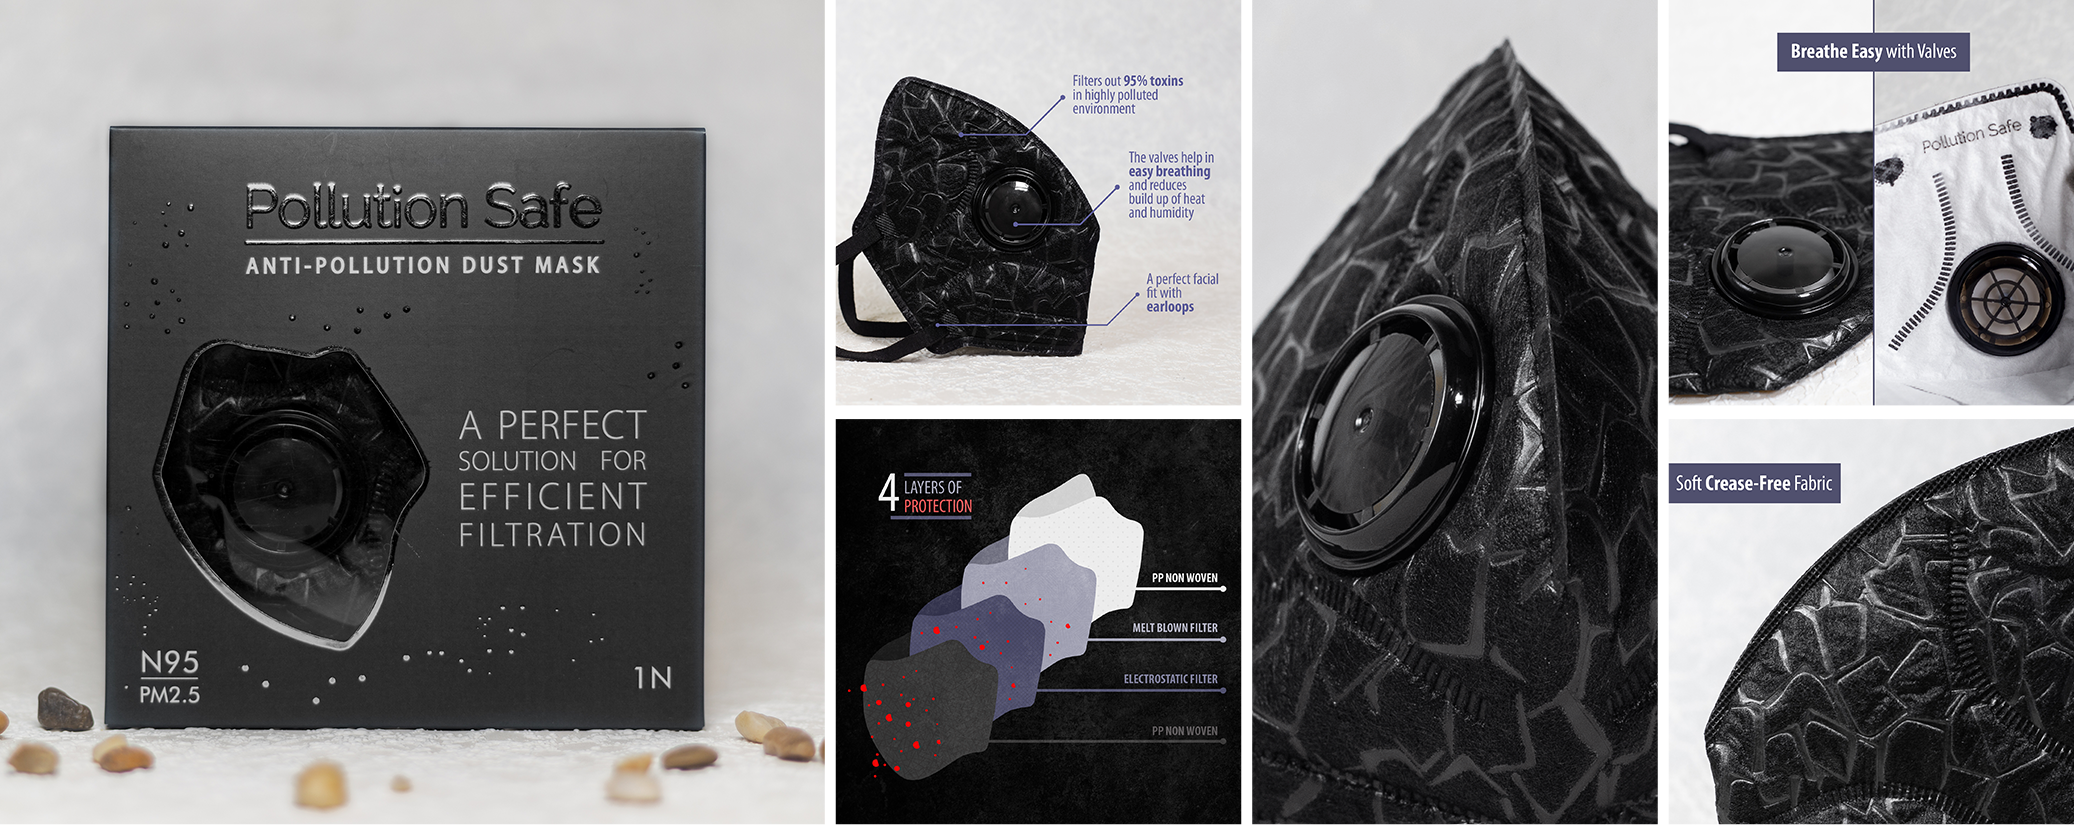 Pollution Safe
ANTI-POLLUTION DUST MASK
A PERFECT
SOLUTION FOR
EFFICIENT
FILTRATION
N95
PM2.5
1N
Filters out 95% toxins
in highly polluted
environment
The valves help in
easy breathing
and reduces
build up of heat
and humidity
A perfect facial
fit with
earloops
4 LAYERS OF
PROTECTION
PP NON WOVEN
MELT BLOWN FILTER
ELECTROSTATIC FILTER
PP NON WOVEN
Breathe Easy with Valves
Pollution Safe
Soft Crease-Free Fabric